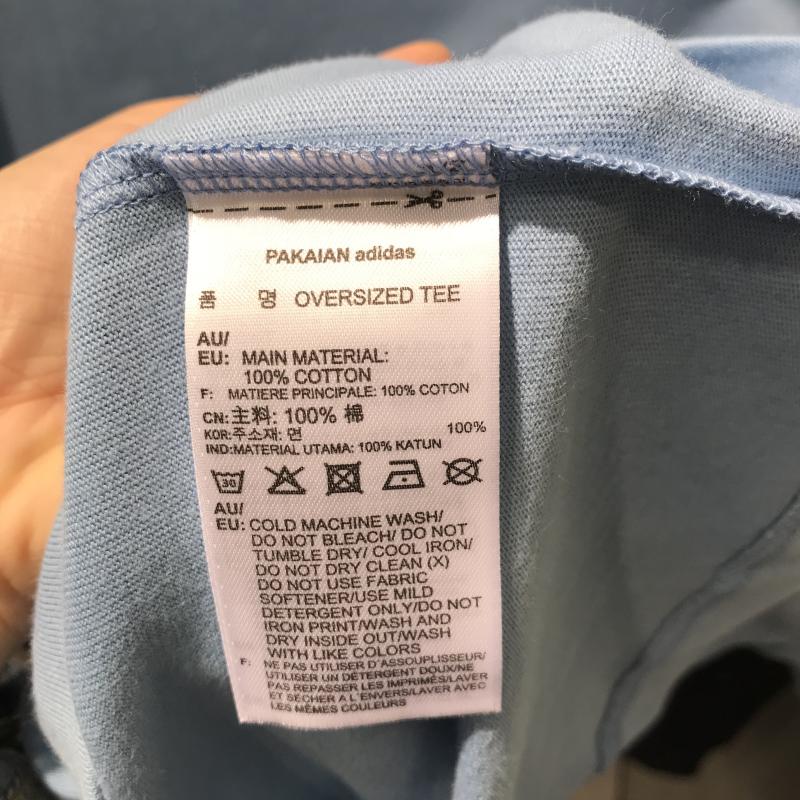 PAKAIAN adidas
품 명 OVERSIZED TEE
AU/
EU: MAIN MATERIAL:
100% COTTON
F: MATIERE PRINCIPALE: 100% COTON
CN: 主料: 100% 棉
KOR: 주소재: 면 100%
IND: MATERIAL UTAMA: 100% KATUN
30
AU/
EU: COLD MACHINE WASH/
DO NOT BLEACH/ DO NOT
TUMBLE DRY/ COOL IRON/
DO NOT DRY CLEAN (X)
DO NOT USE FABRIC
SOFTENER/USE MILD
DETERGENT ONLY/DO NOT
IRON PRINT/WASH AND
DRY INSIDE OUT/WASH
WITH LIKE COLORS
F: NE PAS UTILISER D'ASSOUPLISSEUR/
UTILISER UN DÉTERGENT DOUX/NE
PAS REPASSER LES IMPRIMÉS/LAVER
ET SÉCHER À L'ENVERS/LAVER AVEC
LES MÊMES COULEURS